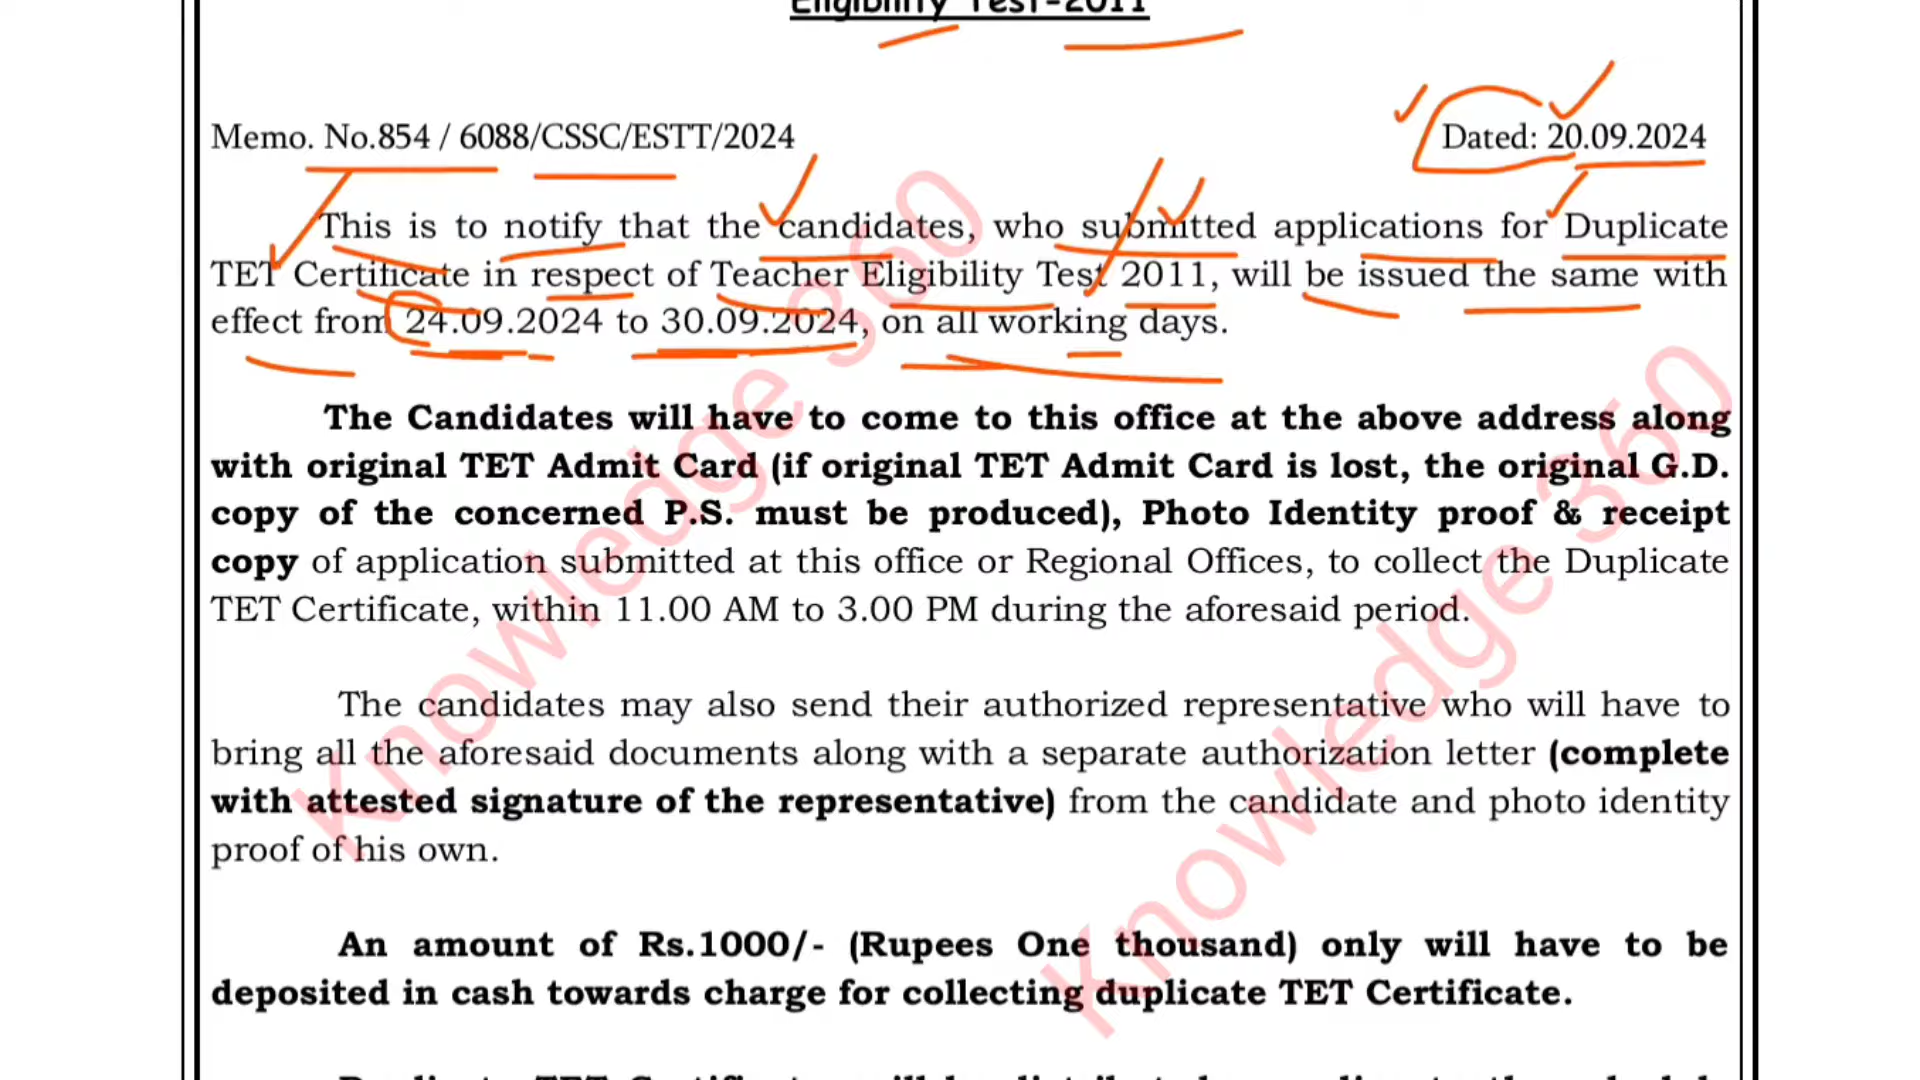 Eligibility Test-2011
Memo. No.854 / 6088/CSSC/ESTT/2024 Dated: 20.09.2024
This is to notify that the candidates, who submitted applications for Duplicate
TET Certificate in respect of Teacher Eligibility Test 2011, will be issued the same with
effect from 24.09.2024 to 30.09.2024, on all working days.
The Candidates will have to come to this office at the above address along
with original TET Admit Card (if original TET Admit Card is lost, the original G.D.
copy of the concerned P.S. must be produced), Photo Identity proof & receipt
copy of application submitted at this office or Regional Offices, to collect the Duplicate
TET Certificate, within 11.00 AM to 3.00 PM during the aforesaid period.
The candidates may also send their authorized representative who will have to
bring all the aforesaid documents along with a separate authorization letter (complete
with attested signature of the representative) from the candidate and photo identity
proof of his own.
An amount of Rs.1000/- (Rupees One thousand) only will have to be
deposited in cash towards charge for collecting duplicate TET Certificate.
Knowledge 360
Knowledge 360